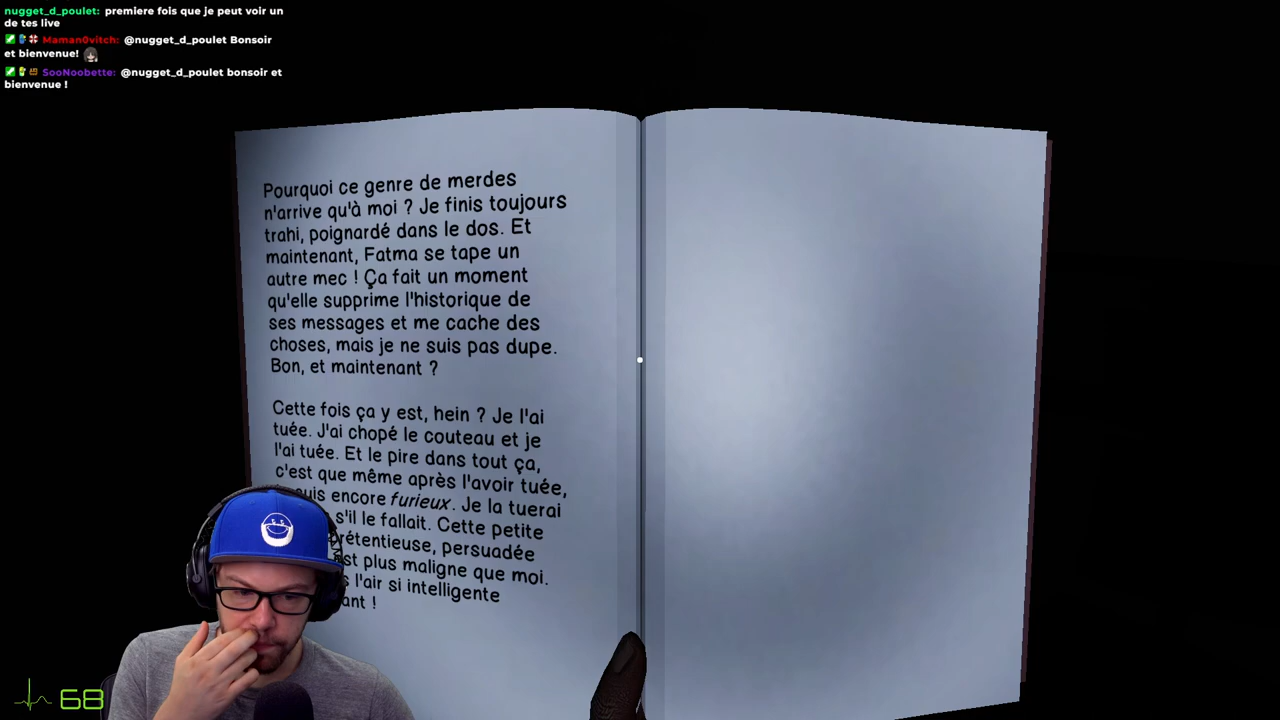 nugget_d_poulet: premiere fois que je peut voir un
de tes live
Maman0vitch: @nugget_d_poulet Bonsoir
et bienvenue!
SooNoobette: @nugget_d_poulet bonsoir et
bienvenue !
Pourquoi ce genre de merdes
n'arrive qu'à moi ? Je finis toujours
trahi, poignardé dans le dos. Et
maintenant, Fatma se tape un
autre mec ! Ça fait un moment
qu'elle supprime l'historique de
ses messages et me cache des
choses, mais je ne suis pas dupe.
Bon, et maintenant ?
Cette fois ça y est, hein ? Je l'ai
tuée. J'ai chopé le couteau et je
l'ai tuée. Et le pire dans tout ça,
c'est que même après l'avoir tuée,
encore furieux. Je la tuerai
s'il le fallait. Cette petite
prétentieuse, persuadée
plus maligne que moi.
l'air si intelligente
!
68